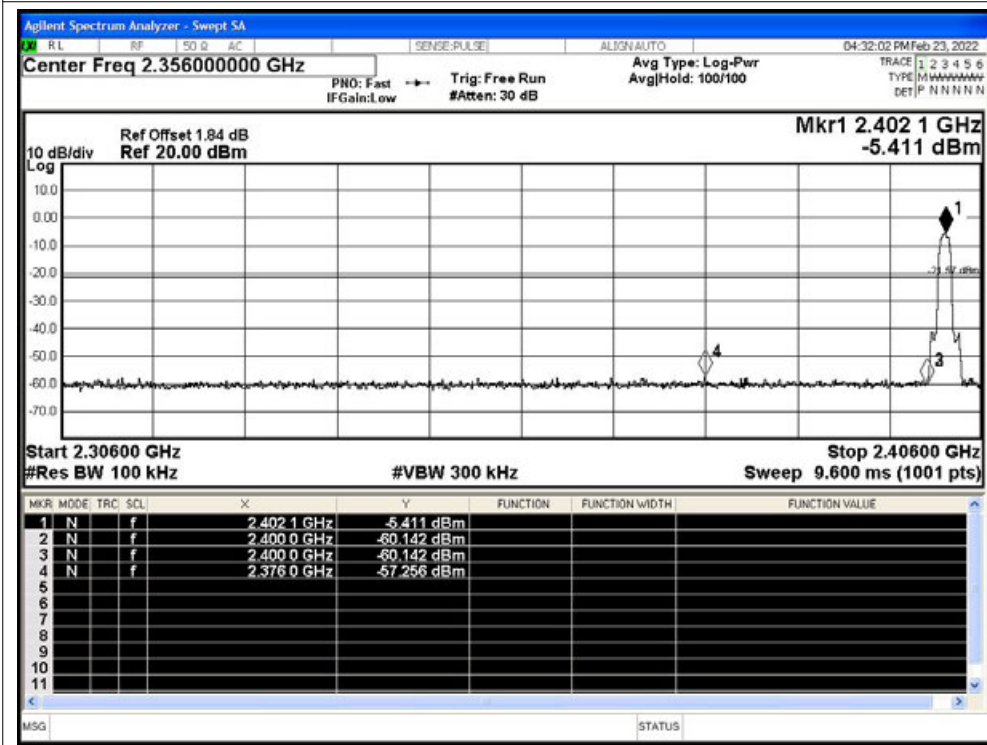 Agilent Spectrum Analyzer - Swept SA
RL RF 50 Ω AC SENSE:PULSE ALIGN AUTO 04:32:02 PM Feb 23, 2022
Center Freq 2.356000000 GHz Avg Type: Log-Pwr TRACE 1 2 3 4 5 6
PNO: Fast Trig: Free Run Avg|Hold: 100/100 TYPE M
IFGain:Low #Atten: 30 dB DET P N N N N N
Mkr1 2.402 1 GHz
Ref Offset 1.84 dB
10 dB/div Ref 20.00 dBm -5.411 dBm
Log
10.0
0.00
1
-10.0
-20.0
-21.57 dBm
-30.0
-40.0
-50.0
4
3
-60.0
-70.0
Start 2.30600 GHz Stop 2.40600 GHz
#Res BW 100 kHz #VBW 300 kHz Sweep 9.600 ms (1001 pts)
MKR MODE TRC SCL X Y FUNCTION FUNCTION WIDTH FUNCTION VALUE
1 N f 2.402 1 GHz -5.411 dBm
2 N f 2.400 0 GHz -60.142 dBm
3 N f 2.400 0 GHz -60.142 dBm
4 N f 2.376 0 GHz -57.256 dBm
5
6
7
8
9
10
11
MSG STATUS